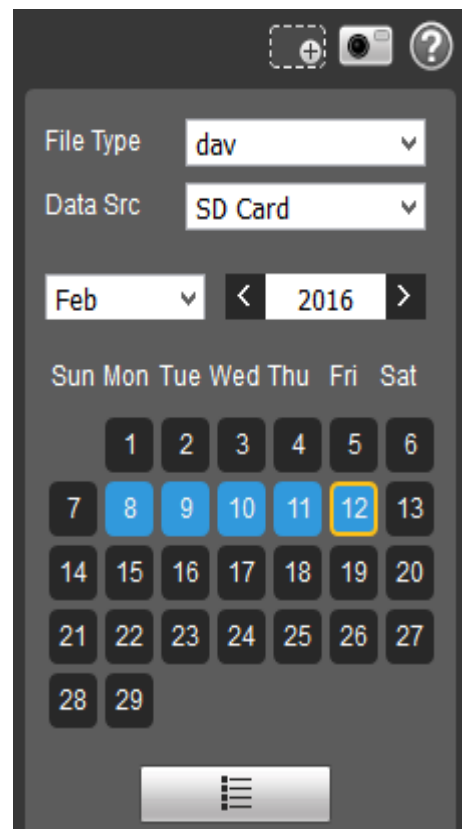 ?
File Type dav
Data Src SD Card
Feb < 2016 >
Sun Mon Tue Wed Thu Fri Sat
1 2 3 4 5 6
7 8 9 10 11 12 13
14 15 16 17 18 19 20
21 22 23 24 25 26 27
28 29